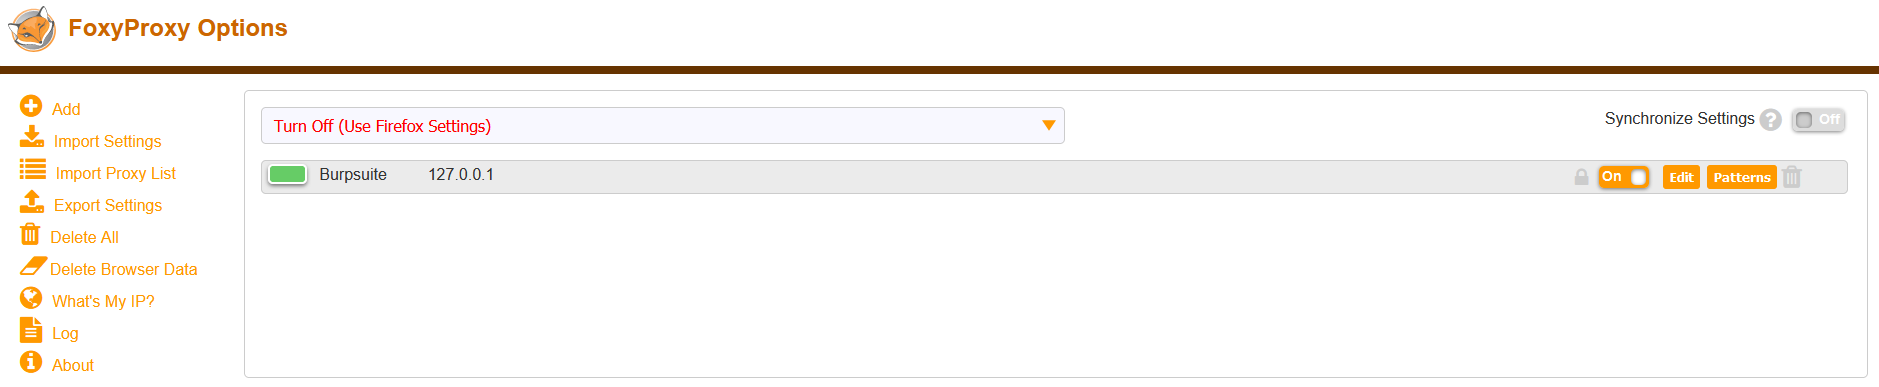 FoxyProxy Options
Add
Import Settings
Import Proxy List
Export Settings
Delete All
Delete Browser Data
What's My IP?
Log
About
Turn Off (Use Firefox Settings)
Synchronize Settings ? Off
Burpsuite 127.0.0.1 On Edit Patterns